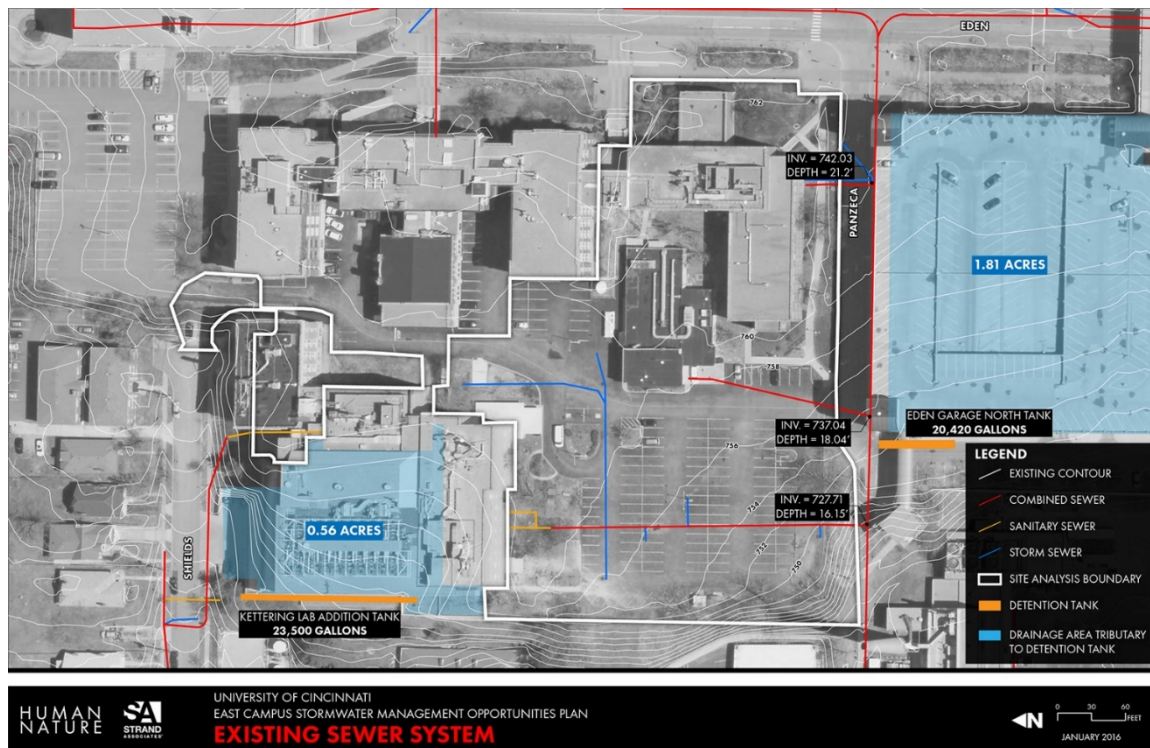 EDEN
762
INV. = 742.03
DEPTH = 21.2'
PANZECA
1.81 ACRES
760
758
EDEN GARAGE NORTH TANK
20,420 GALLONS
INV. = 737.04
DEPTH = 18.04'
756
754
752
750
INV. = 727.71
DEPTH = 16.15'
0.56 ACRES
SHIELDS
KETTERING LAB ADDITION TANK
23,500 GALLONS
LEGEND
EXISTING CONTOUR
COMBINED SEWER
SANITARY SEWER
STORM SEWER
SITE ANALYSIS BOUNDARY
DETENTION TANK
DRAINAGE AREA TRIBUTARY
TO DETENTION TANK
HUMAN
NATURE
SA
STRAND
ASSOCIATES
UNIVERSITY OF CINCINNATI
EAST CAMPUS STORMWATER MANAGEMENT OPPORTUNITIES PLAN
EXISTING SEWER SYSTEM
N
0 30 60
FEET
JANUARY 2016